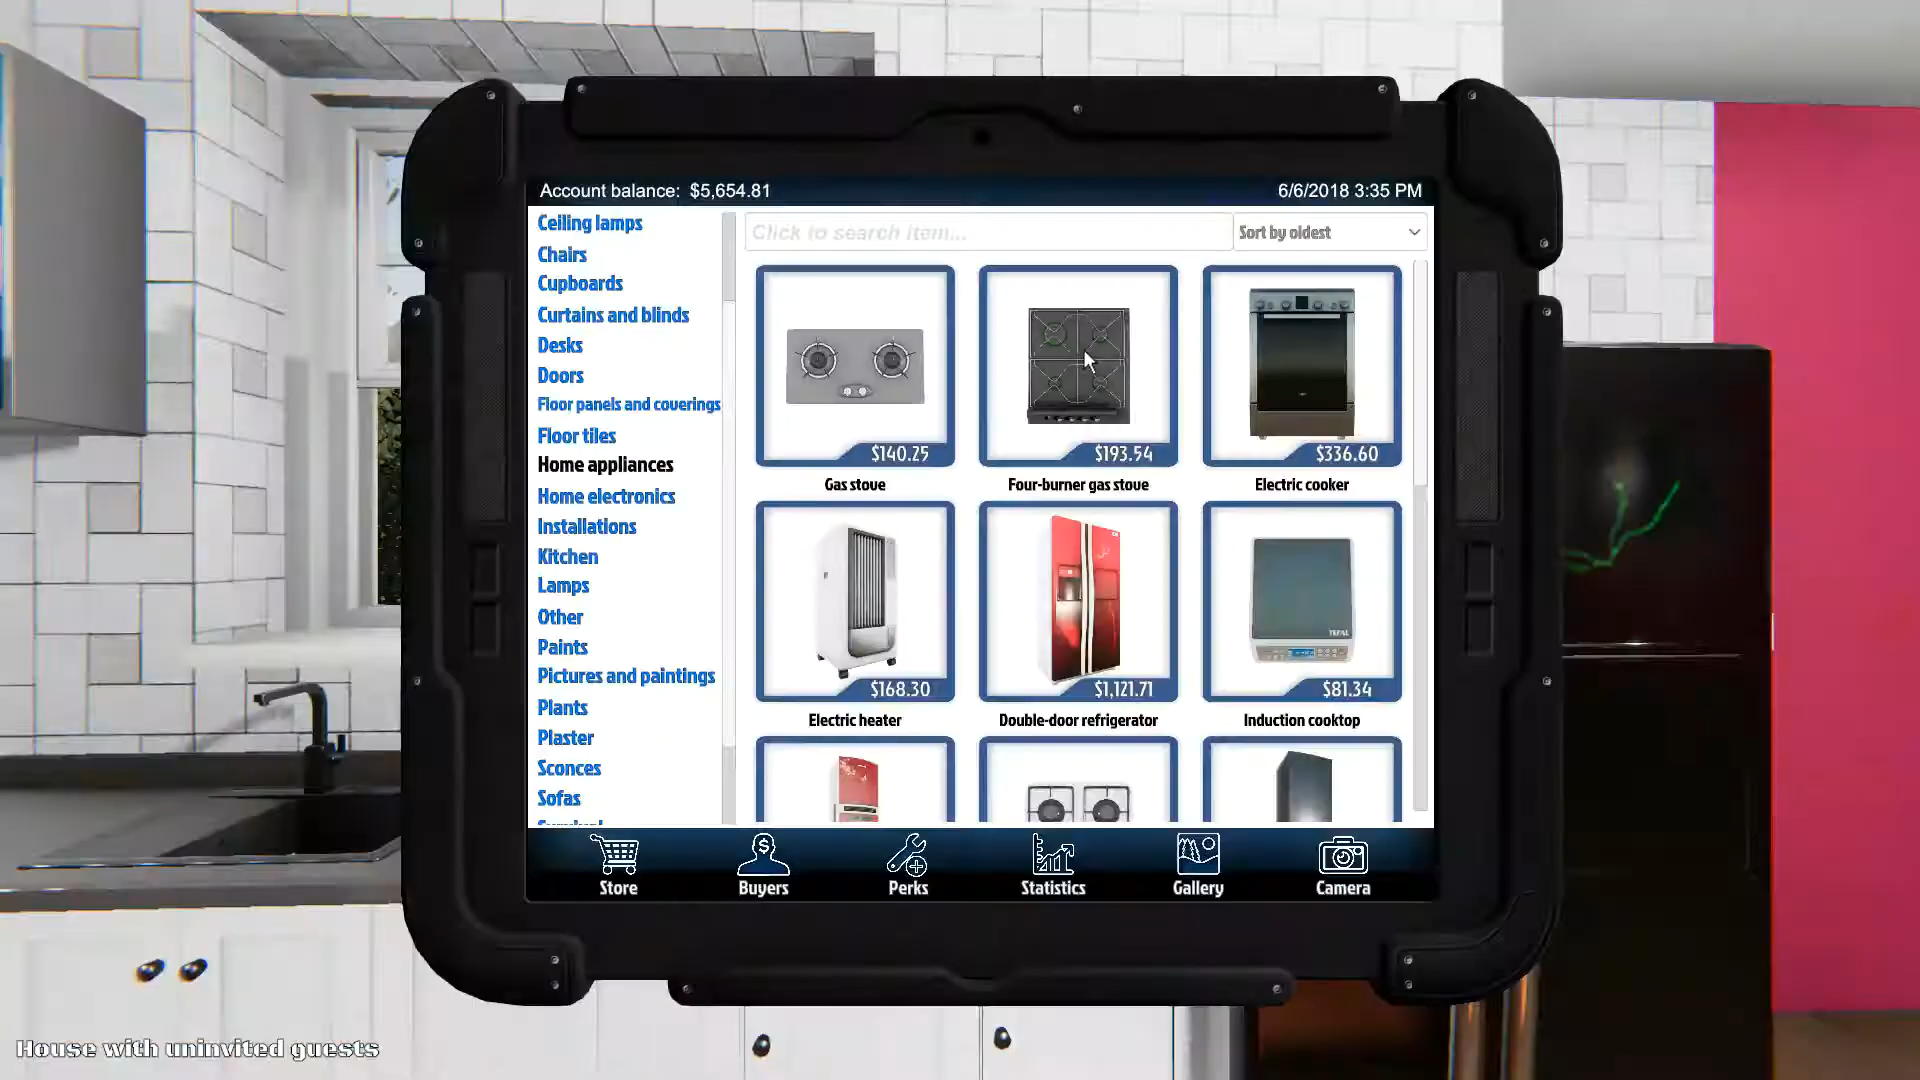 Account balance: $5,654.81
6/6/2018 3:35 PM
Ceiling lamps
Chairs
Cupboards
Curtains and blinds
Desks
Doors
Floor panels and coverings
Floor tiles
Home appliances
Home electronics
Installations
Kitchen
Lamps
Other
Paints
Pictures and paintings
Plants
Plaster
Sconces
Sofas
Click to search item...
Sort by oldest
$140.25
$193.54
$336.60
Gas stove
Four-burner gas stove
Electric cooker
TEFAL
$168.30
$1,121.71
$81.34
Electric heater
Double-door refrigerator
Induction cooktop
Store
Buyers
Perks
Statistics
Gallery
Camera
House with uninvited guests